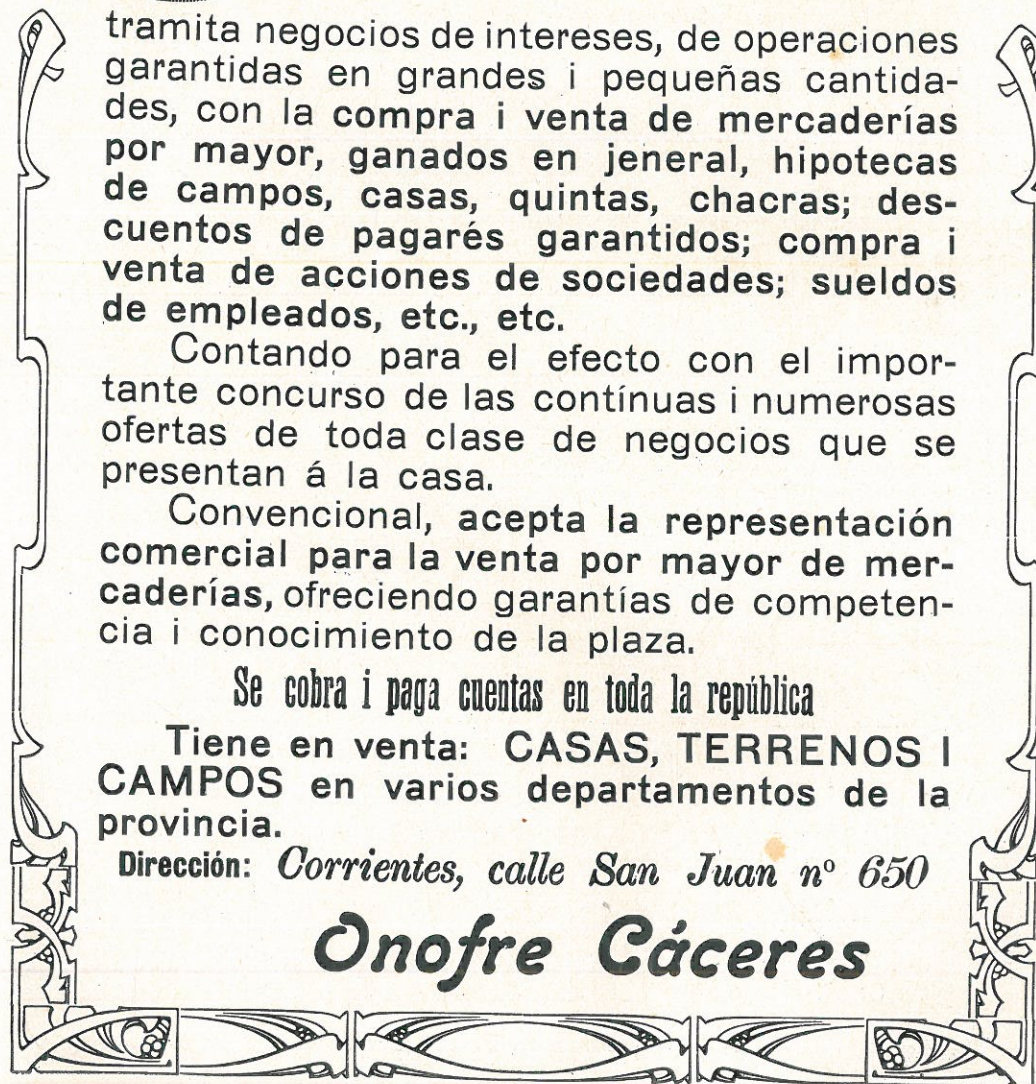 tramita negocios de intereses, de operaciones
garantidas en grandes i pequeñas cantida-
des, con la compra i venta de mercaderías
por mayor, ganados en jeneral, hipotecas
de campos, casas, quintas, chacras; des-
cuentos de pagarés garantidos; compra i
venta de acciones de sociedades; sueldos
de empleados, etc., etc.
Contando para el efecto con el impor-
tante concurso de las contínuas i numerosas
ofertas de toda clase de negocios que se
presentan á la casa.
Convencional, acepta la representación
comercial para la venta por mayor de mer-
caderías, ofreciendo garantías de competen-
cia i conocimiento de la plaza.
Se cobra i paga cuentas en toda la república
Tiene en venta: CASAS, TERRENOS I
CAMPOS en varios departamentos de la
provincia.
Dirección: Corrientes, calle San Juan nº 650
Onofre Cáceres